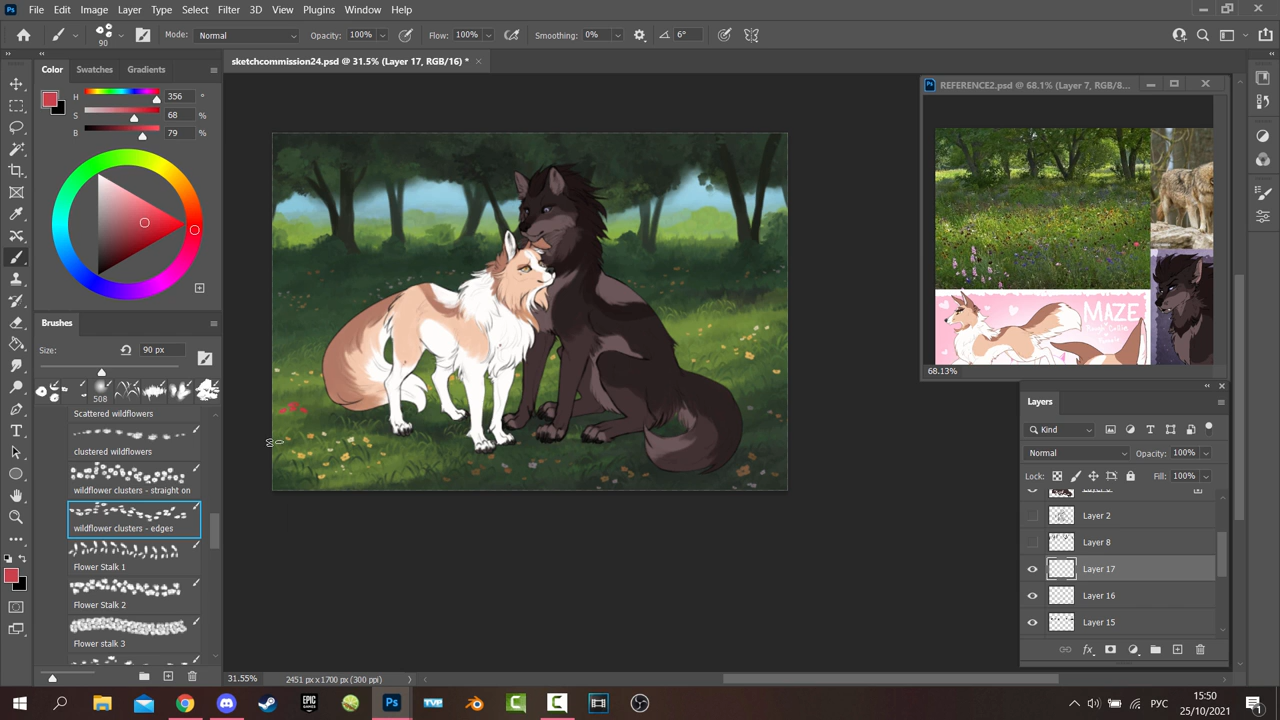 File Edit Image Layer Type Select Filter 3D View Plugins Window Help
90 Mode: Normal Opacity: 100% Flow: 100% Smoothing: 0% 6°
Color Swatches Gradients
sketchcommission24.psd @ 31.5% (Layer 17, RGB/16) *
H 356 °
S 68 %
B 79 %
REFERENCE2.psd @ 68.1% (Layer 7, RGB/8...
MAZE
68.13%
Brushes
Size: 90 px
508
Scattered wildflowers
clustered wildflowers
wildflower clusters - straight on
wildflower clusters - edges
Flower Stalk 1
Flower Stalk 2
Flower stalk 3
Layers
Kind
Normal Opacity: 100%
Lock: Fill: 100%
Layer 2
Layer 8
Layer 17
Layer 16
Layer 15
31.55% 2451 px x 1700 px (300 ppi)
EPIC GAMES TVP РУС 15:50
25/10/2021 1